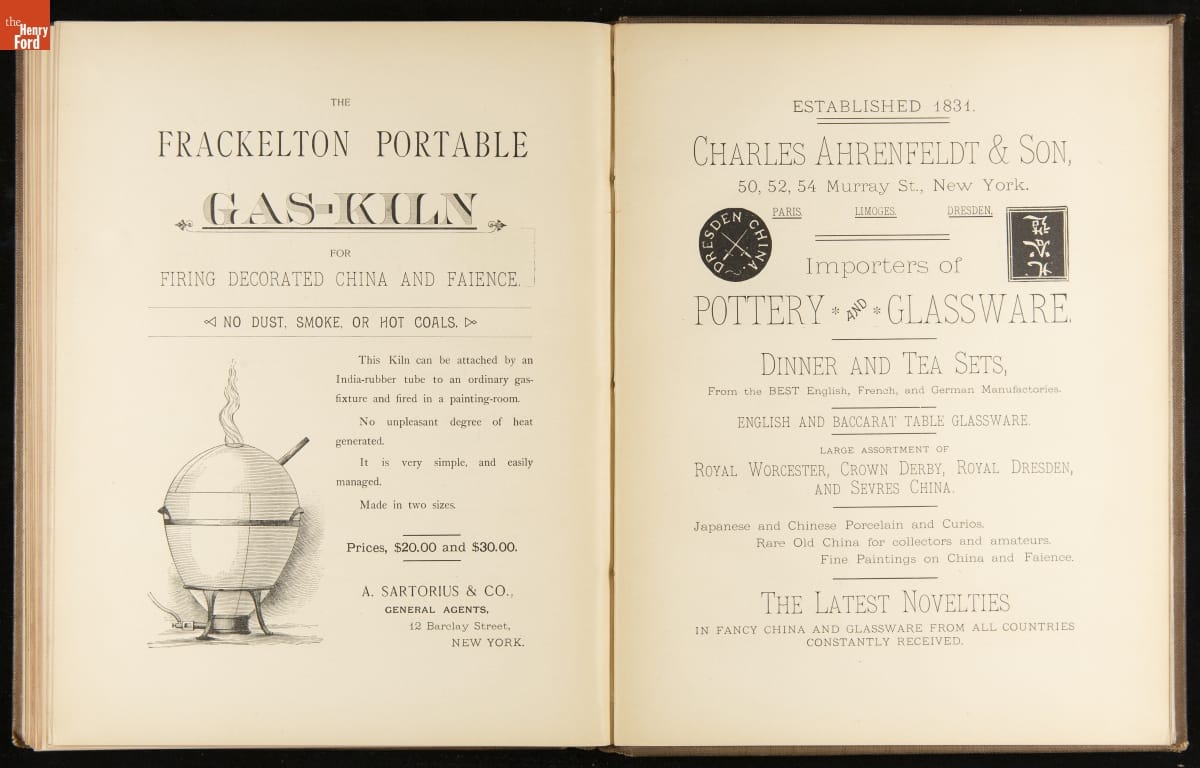 the
Henry
Ford
THE
FRACKELTON PORTABLE
GAS-KILN
FOR
FIRING DECORATED CHINA AND FAIENCE.
NO DUST, SMOKE, OR HOT COALS.
This Kiln can be attached by an
India-rubber tube to an ordinary gas-
fixture and fired in a painting-room.
No unpleasant degree of heat
generated.
It is very simple, and easily
managed.
Made in two sizes.
Prices, $20.00 and $30.00.
A. SARTORIUS & CO.,
GENERAL AGENTS,
12 Barclay Street,
NEW YORK.
ESTABLISHED 1831.
CHARLES AHRENFELDT & SON,
50, 52, 54 Murray St., New York.
PARIS. LIMOGES. DRESDEN.
DRESDEN CHINA.
Importers of
POTTERY * AND * GLASSWARE.
DINNER AND TEA SETS,
From the BEST English, French, and German Manufactories.
ENGLISH AND BACCARAT TABLE GLASSWARE.
LARGE ASSORTMENT OF
ROYAL WORCESTER, CROWN DERBY, ROYAL DRESDEN,
AND SEVRES CHINA.
Japanese and Chinese Porcelain and Curios.
Rare Old China for collectors and amateurs.
Fine Paintings on China and Faience.
THE LATEST NOVELTIES
IN FANCY CHINA AND GLASSWARE FROM ALL COUNTRIES
CONSTANTLY RECEIVED.